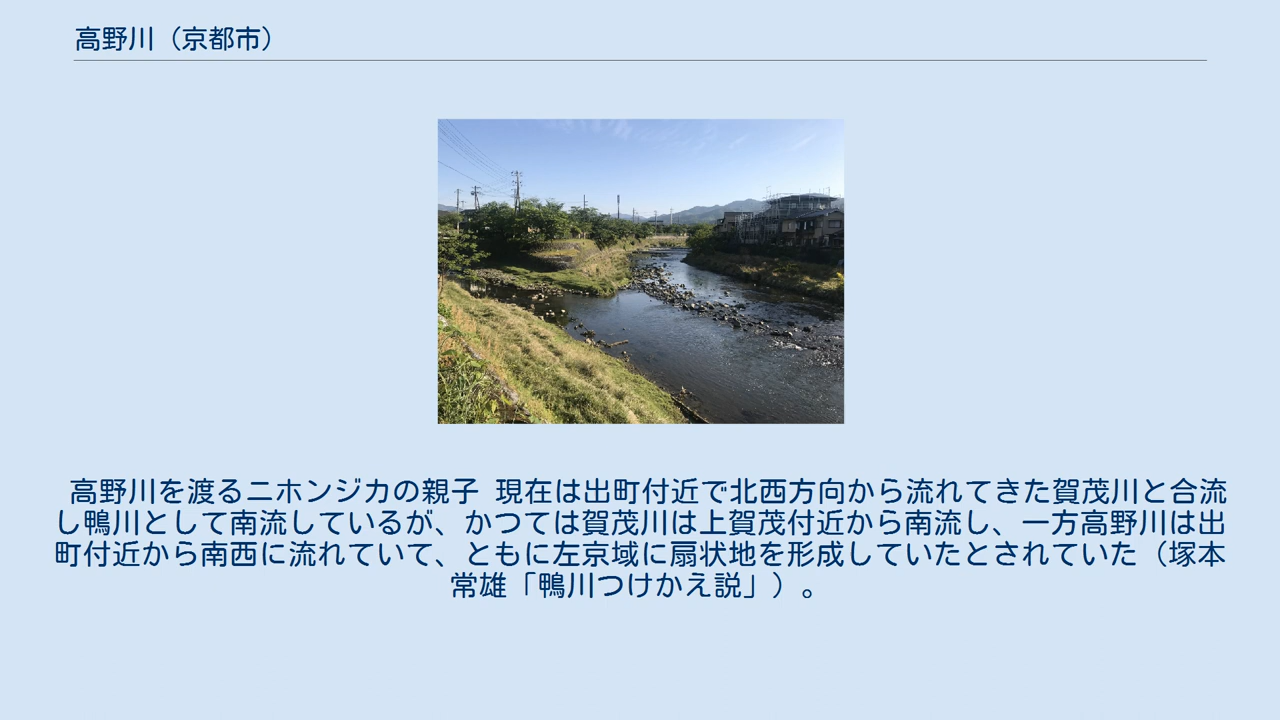 高野川（京都市）
高野川を渡るニホンジカの親子 現在は出町付近で北西方向から流れてきた賀茂川と合流
し鴨川として南流しているが、かつては賀茂川は上賀茂付近から南流し、一方高野川は出
町付近から南西に流れていて、ともに左京域に扇状地を形成していたとされていた（塚本
常雄「鴨川つけかえ説」）。